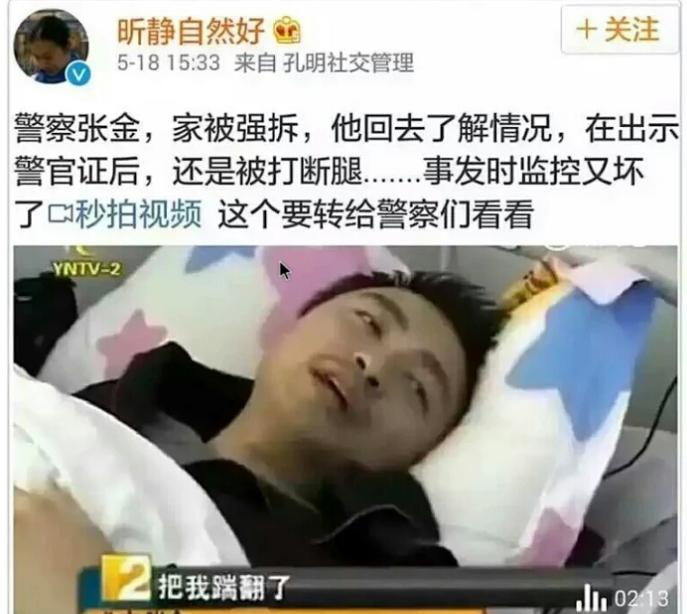 昕静自然好
+关注
5-18 15:33 来自 孔明社交管理
警察张金，家被强拆，他回去了解情况，在出示
警官证后，还是被打断腿.......事发时监控又坏
了秒拍视频 这个要转给警察们看看
YNTV-2
2 把我踹翻了
02:13